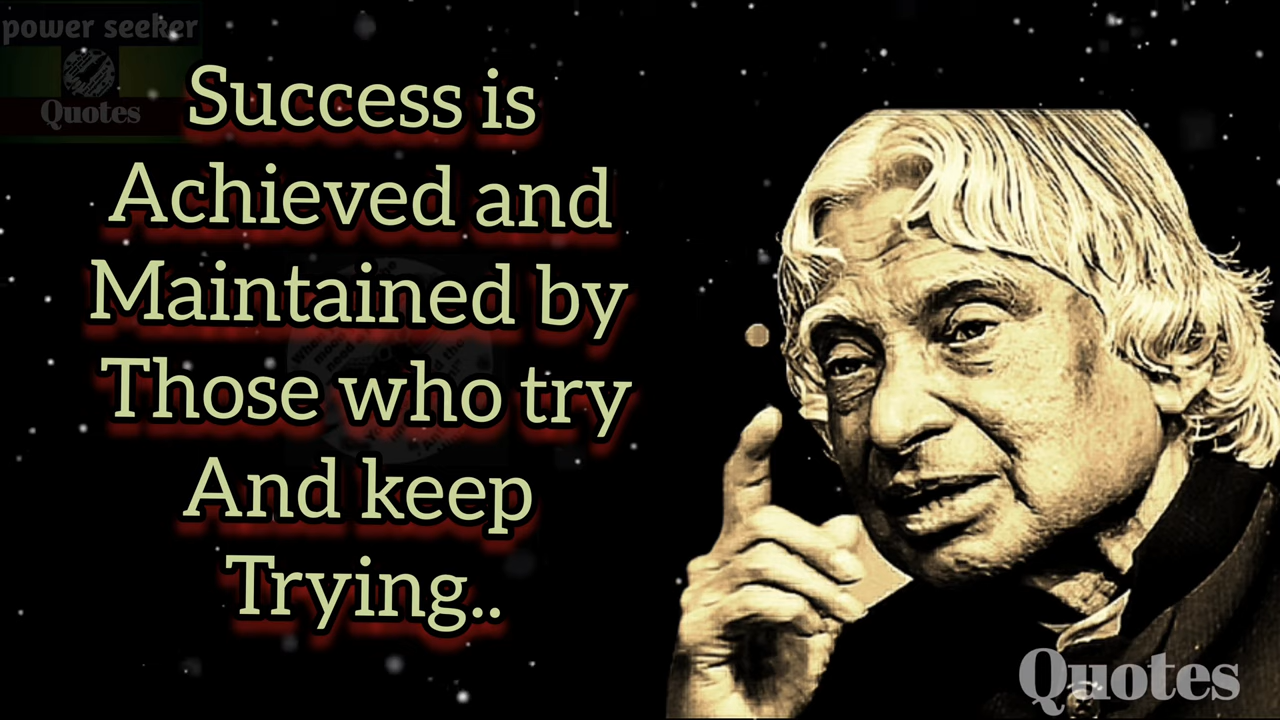 power seeker
Quotes
Success is
Achieved and
Maintained by
Those who try
And keep
Trying..
Quotes